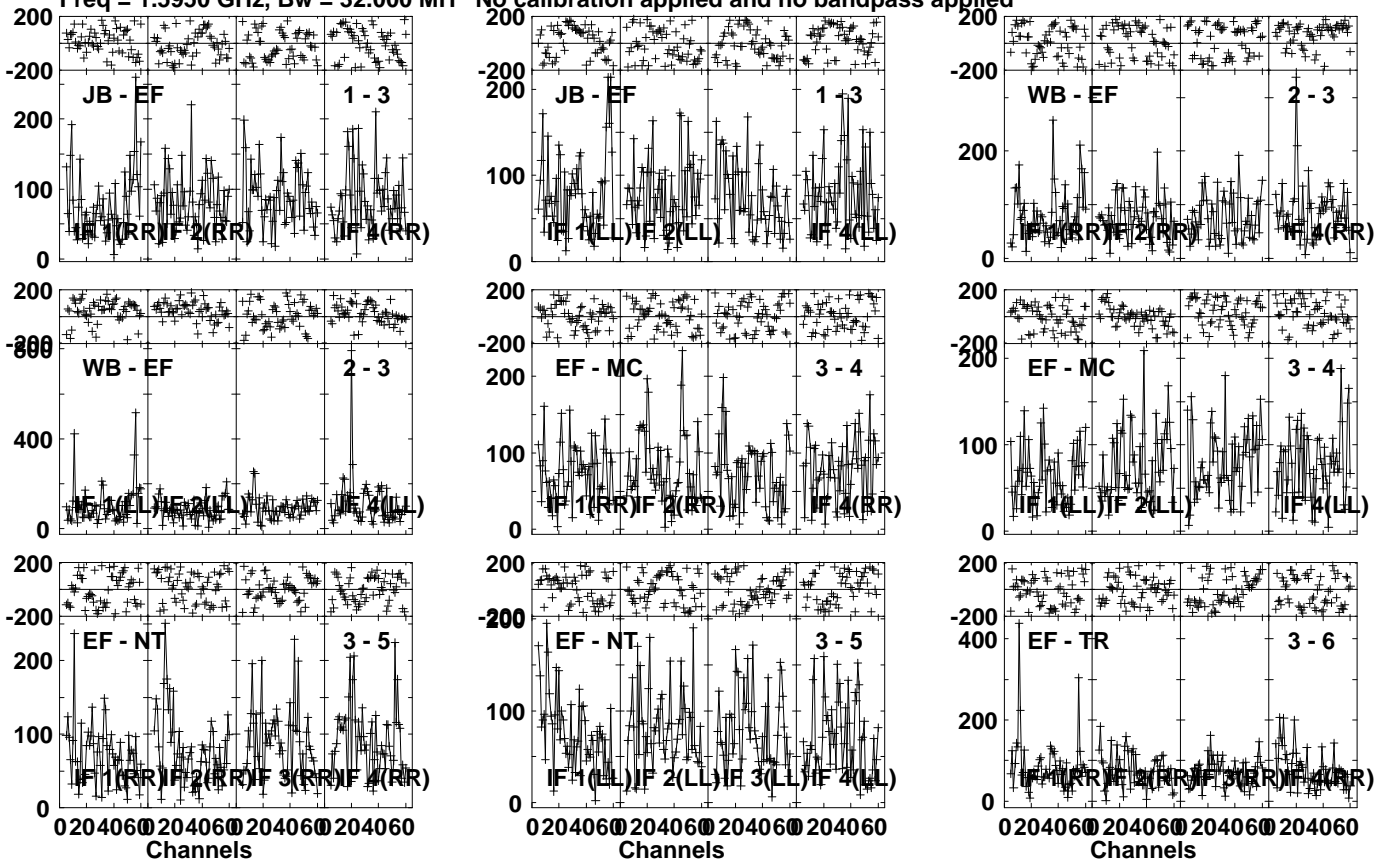 Freq = 1.5950 GHz, Bw = 32.000 MH No calibration applied and no bandpass applied
200
-200
JB - EF
1 - 3
200
100
0
IF 1(RR)
IF 2(RR)
IF 4(RR)
200
-200
JB - EF
1 - 3
200
100
0
IF 1(LL)
IF 2(LL)
IF 4(LL)
200
-200
WB - EF
2 - 3
200
0
IF 1(RR)
IF 2(RR)
IF 4(RR)
200
-200
800
WB - EF
2 - 3
400
0
IF 1(LL)
IF 2(LL)
IF 4(LL)
200
-200
EF - MC
3 - 4
200
100
0
IF 1(RR)
IF 2(RR)
IF 4(RR)
200
-200
200
EF - MC
3 - 4
100
0
IF 1(LL)
IF 2(LL)
IF 4(LL)
200
-200
EF - NT
3 - 5
200
100
0
IF 1(RR)
IF 2(RR)
IF 3(RR)
IF 4(RR)
0 20 40 60 0 20 40 60 0 20 40 60 0 20 40 60
Channels
200
-200
200
EF - NT
3 - 5
100
0
IF 1(LL)
IF 2(LL)
IF 3(LL)
IF 4(LL)
0 20 40 60 0 20 40 60 0 20 40 60 0 20 40 60
Channels
200
-200
400
EF - TR
3 - 6
200
0
IF 1(RR)
IF 2(RR)
IF 3(RR)
IF 4(RR)
0 20 40 60 0 20 40 60 0 20 40 60 0 20 40 60
Channels